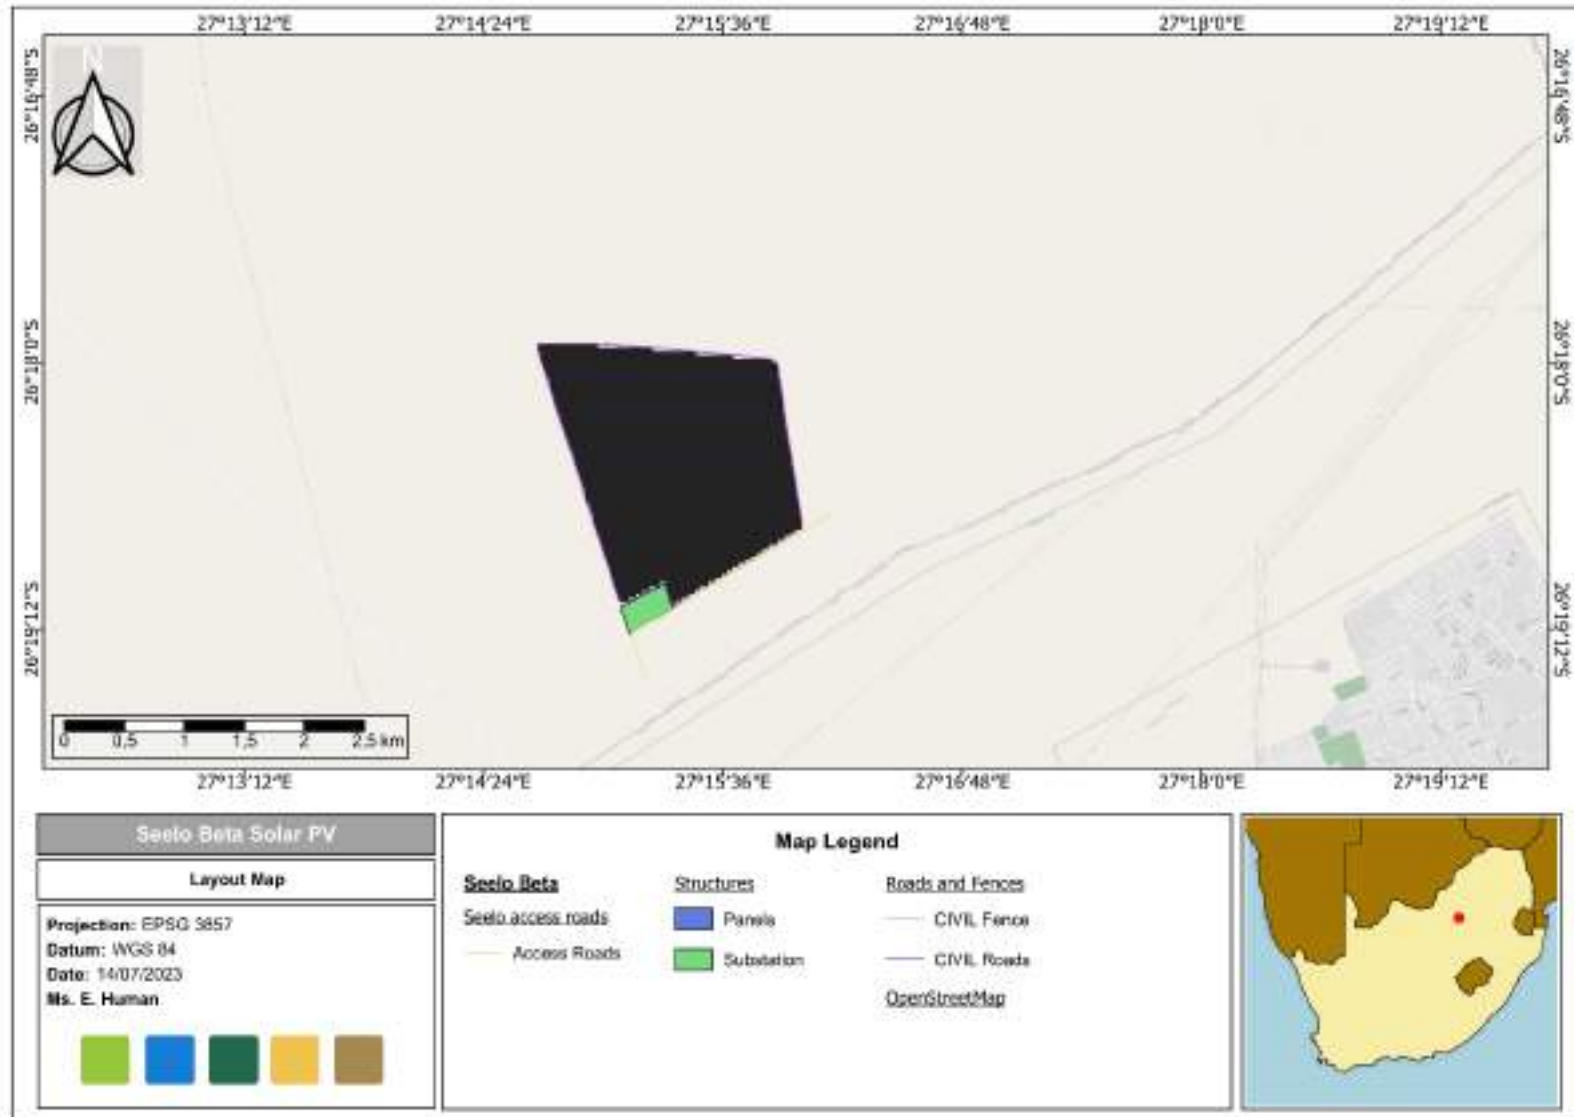 27°13'12"E 27°14'24"E 27°15'36"E 27°16'48"E 27°18'0"E 27°19'12"E
N
26°16'48"S 26°16'48"S
26°18'0"S 26°18'0"S
26°19'12"S 26°19'12"S
0 0,5 1 1,5 2 2,5 km
27°13'12"E 27°14'24"E 27°15'36"E 27°16'48"E 27°18'0"E 27°19'12"E
Seelo Beta Solar PV
Layout Map
Projection: EPSG 3857
Datum: WGS 84
Date: 14/07/2023
Ms. E. Human
Map Legend
Seelo Beta
Seelo access roads
Access Roads
Structures
Panels
Substation
Roads and Fences
CIVIL Fence
CIVIL Roads
OpenStreetMap